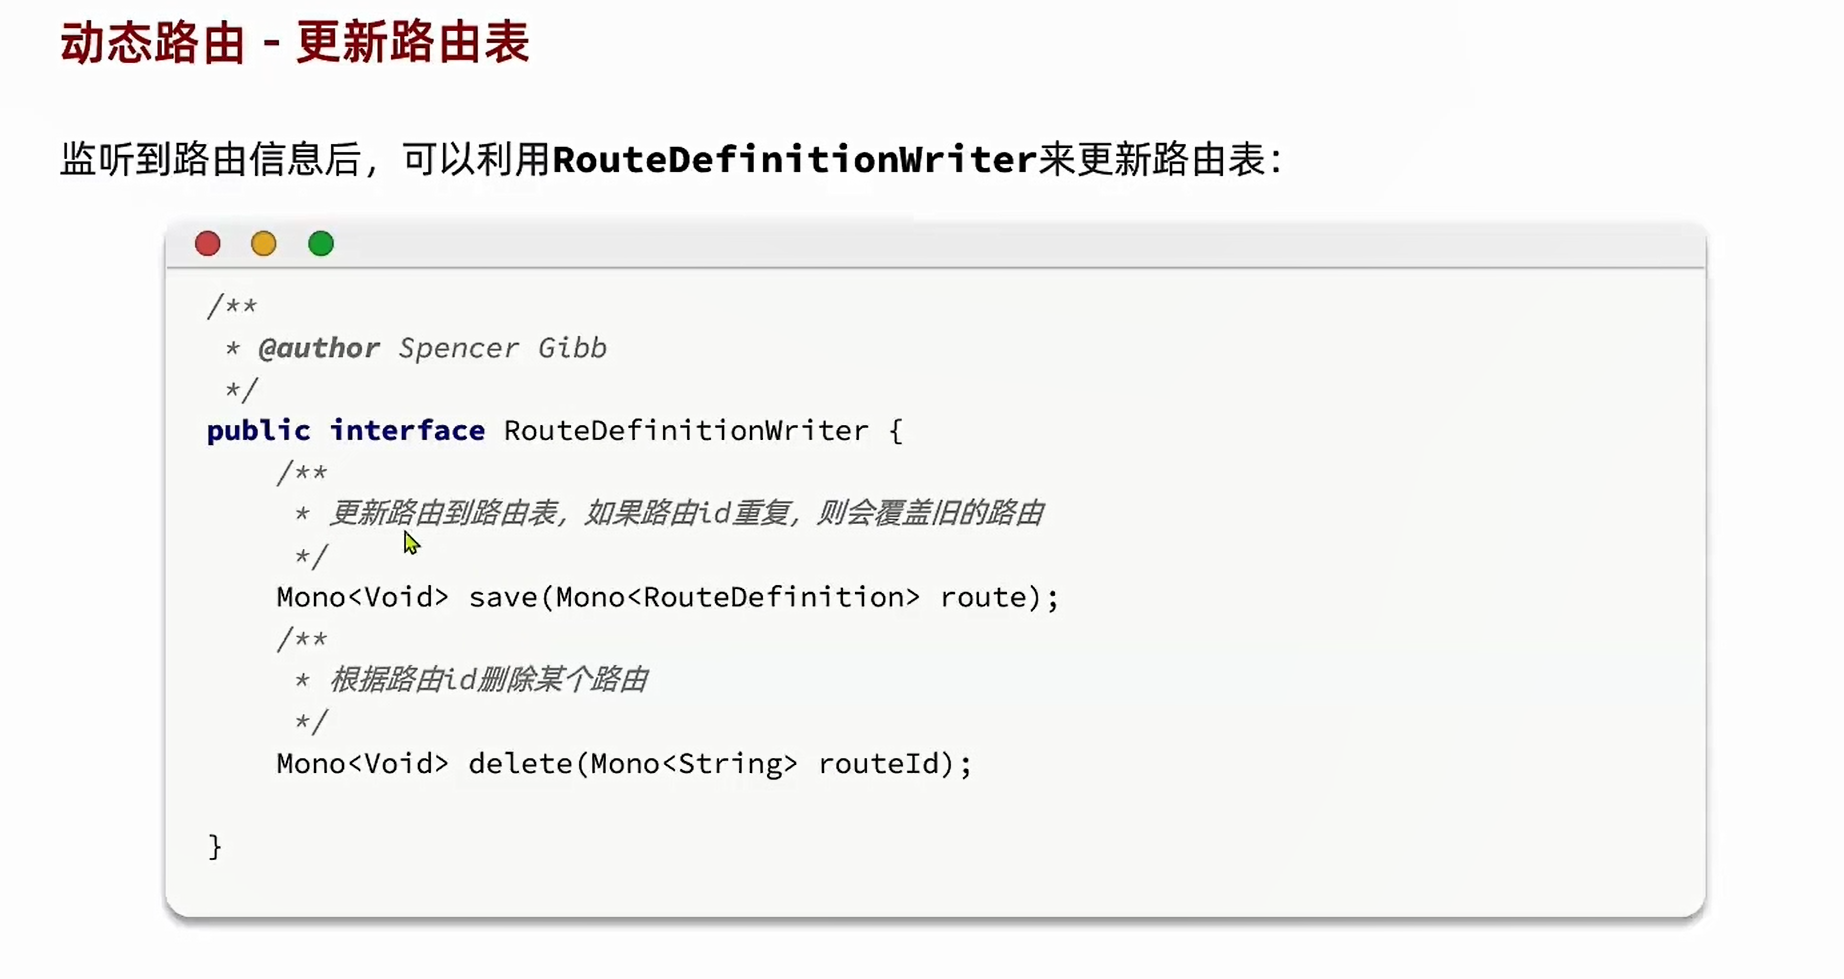 动态路由 - 更新路由表
监听到路由信息后，可以利用RouteDefinitionWriter来更新路由表：
/**
 * @author Spencer Gibb
 */
public interface RouteDefinitionWriter {
    /**
     * 更新路由到路由表，如果路由id重复，则会覆盖旧的路由
     */
    Mono<Void> save(Mono<RouteDefinition> route);
    /**
     * 根据路由id删除某个路由
     */
    Mono<Void> delete(Mono<String> routeId);
}